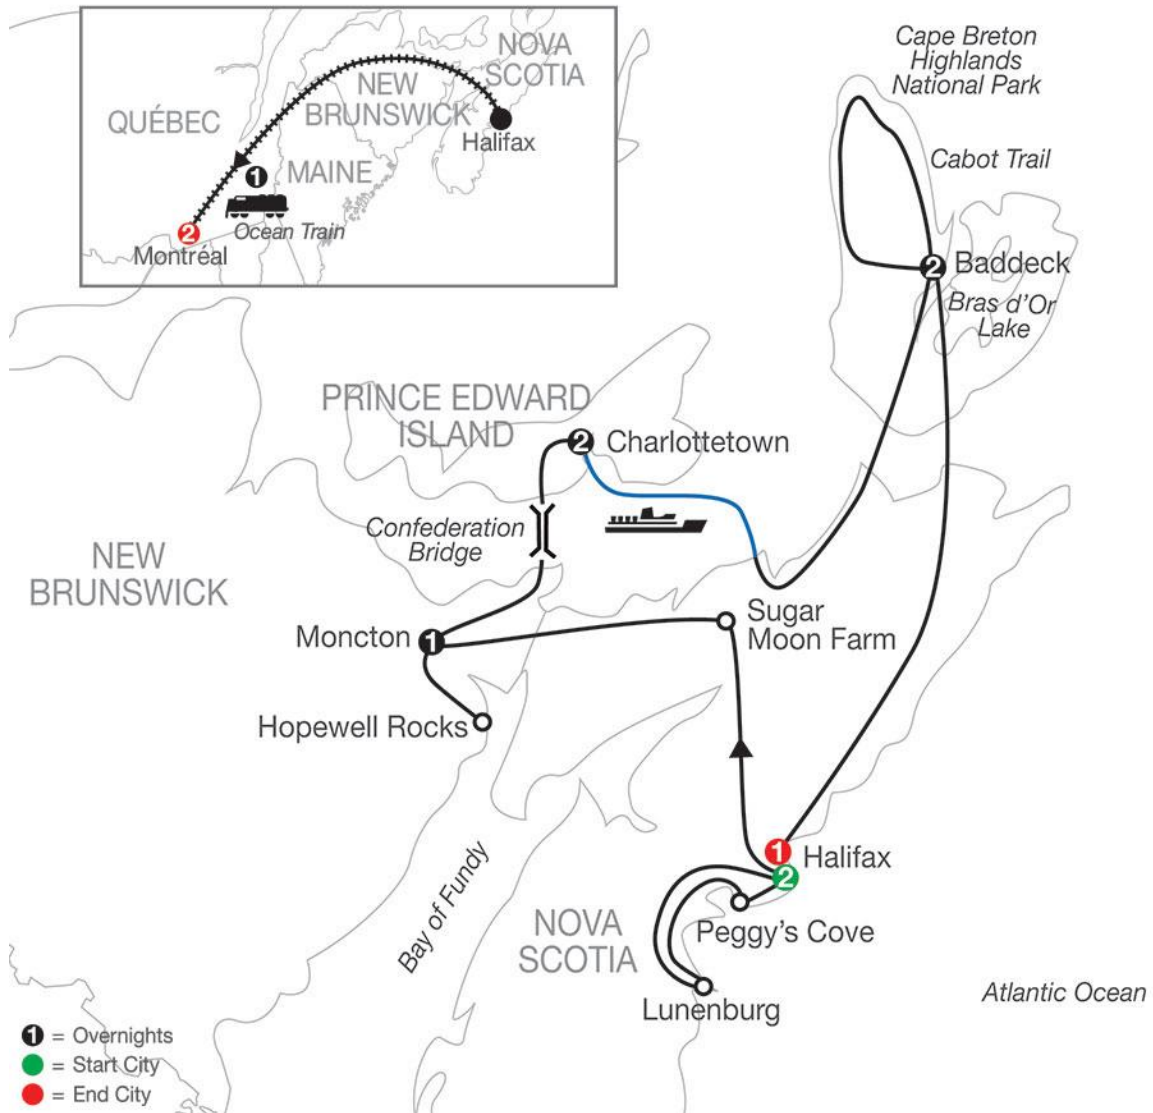 NOVA
SCOTIA
NEW
BRUNSWICK
QUÉBEC
Halifax
MAINE
1
Ocean Train
2
Montréal
Cape Breton
Highlands
National Park
Cabot Trail
2
Baddeck
Bras d'Or
Lake
PRINCE EDWARD
ISLAND
2
Charlottetown
Confederation
Bridge
NEW
BRUNSWICK
Sugar
Moon Farm
Moncton
1
Hopewell Rocks
1
Halifax
2
Peggy's Cove
Bay of Fundy
NOVA
SCOTIA
Lunenburg
Atlantic Ocean
1 = Overnights
= Start City
= End City